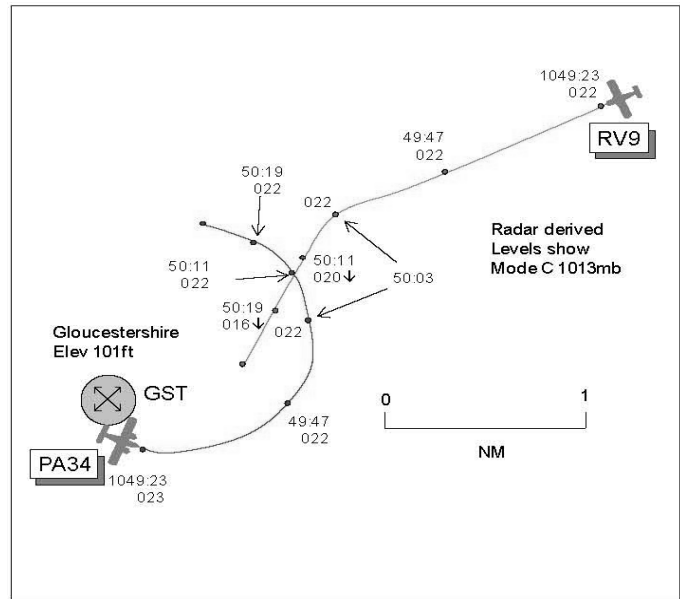 1049:23
022
RV9
49:47
022
50:19
022
022
Radar derived
Levels show
Mode C 1013mb
50:11
022
50:11
020↓
50:03
50:19
016↓
022
Gloucestershire
Elev 101ft
GST
0
1
NM
49:47
022
PA34
1049:23
023